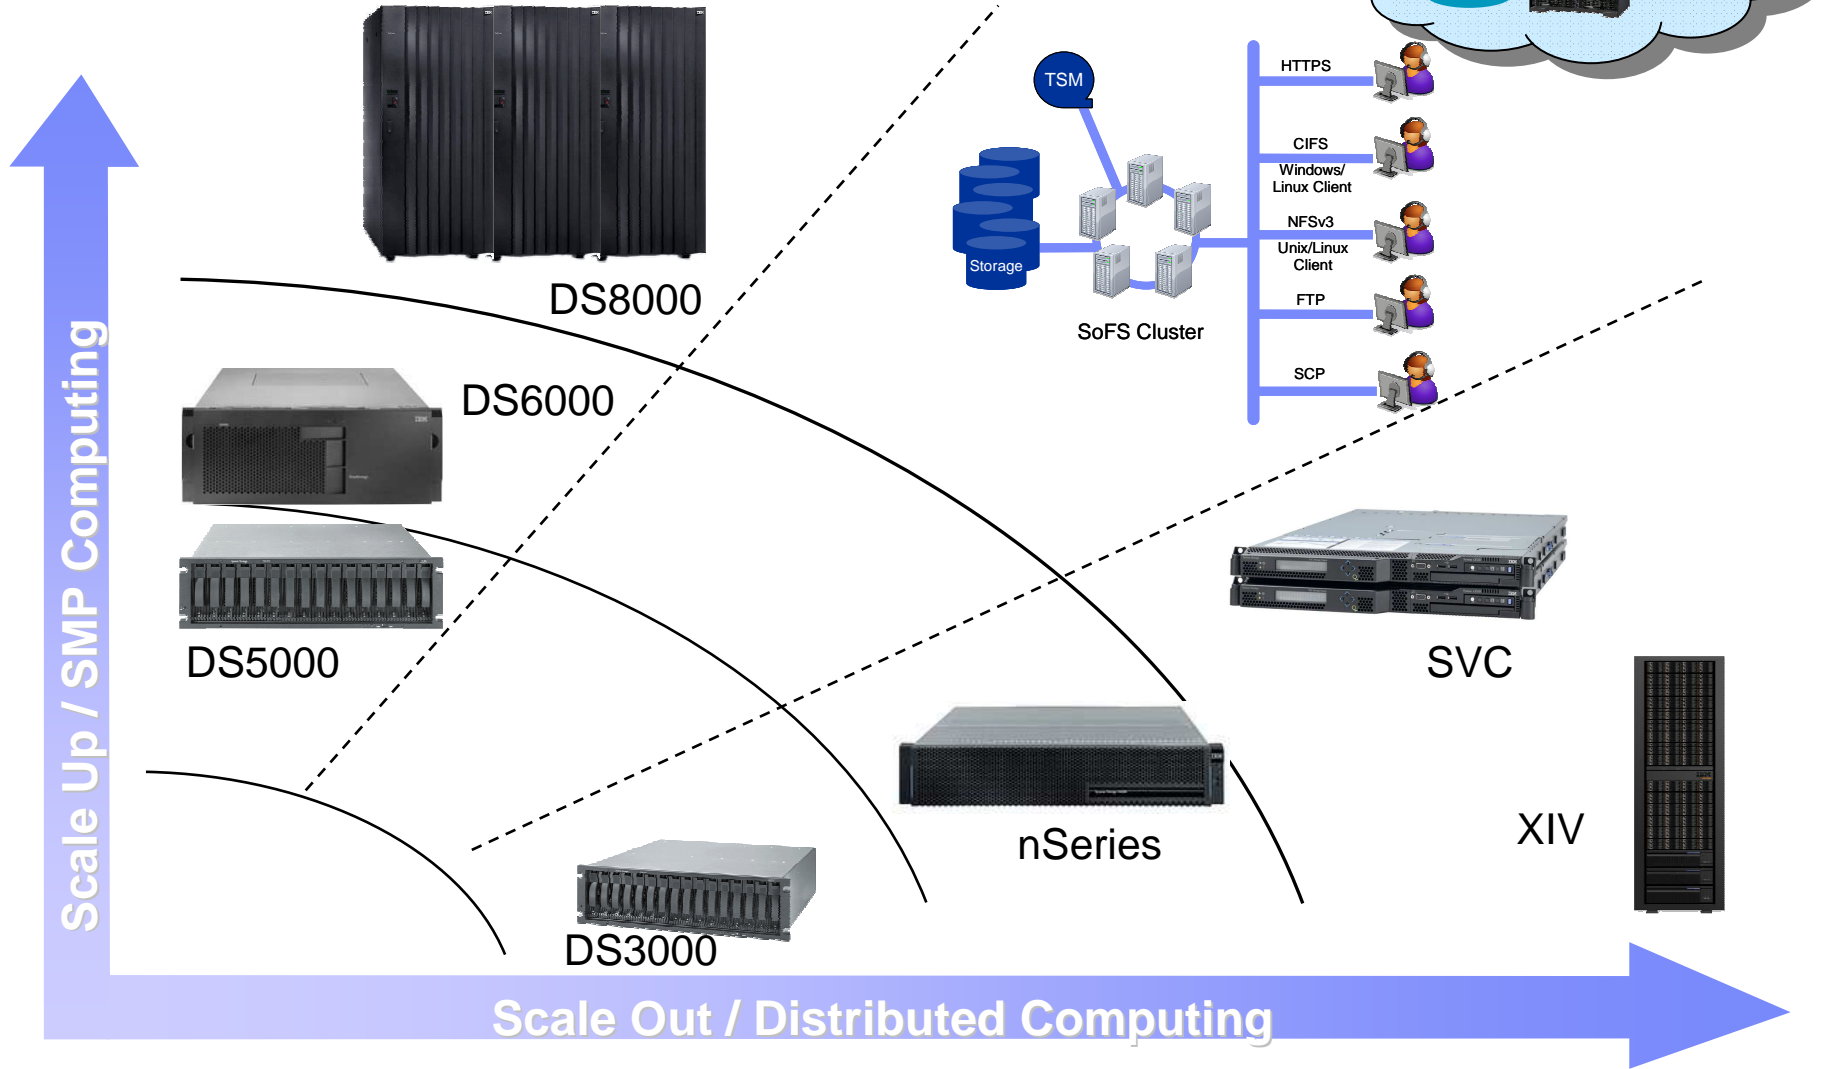 TSM
HTTPS
CIFS
Windows/
Linux Client
NFSv3
Unix/Linux
Client
FTP
SCP
Storage
SoFS Cluster
DS8000
DS6000
DS5000
SVC
XIV
nSeries
DS3000
Scale Up / SMP Computing
Scale Out / Distributed Computing